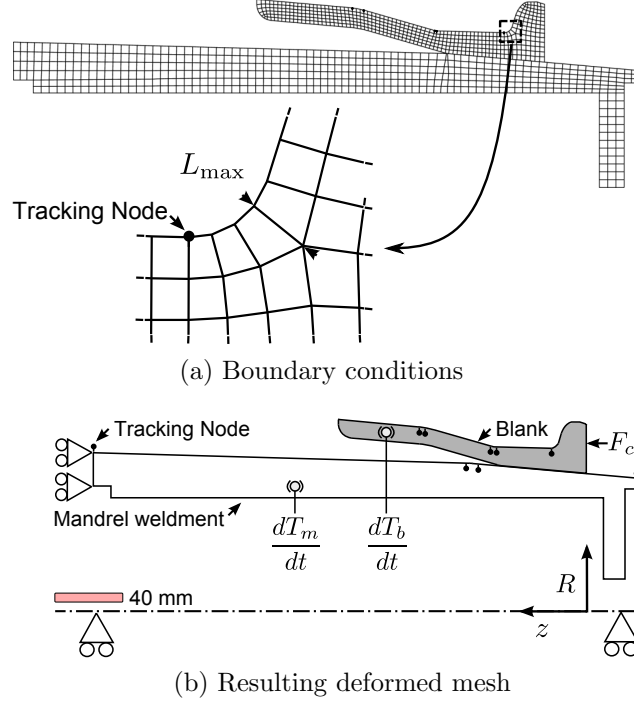 L_max
Tracking Node
(a) Boundary conditions
Tracking Node
Blank
F_c
Mandrel weldment
dT_m/dt
dT_b/dt
40 mm
R
z
(b) Resulting deformed mesh